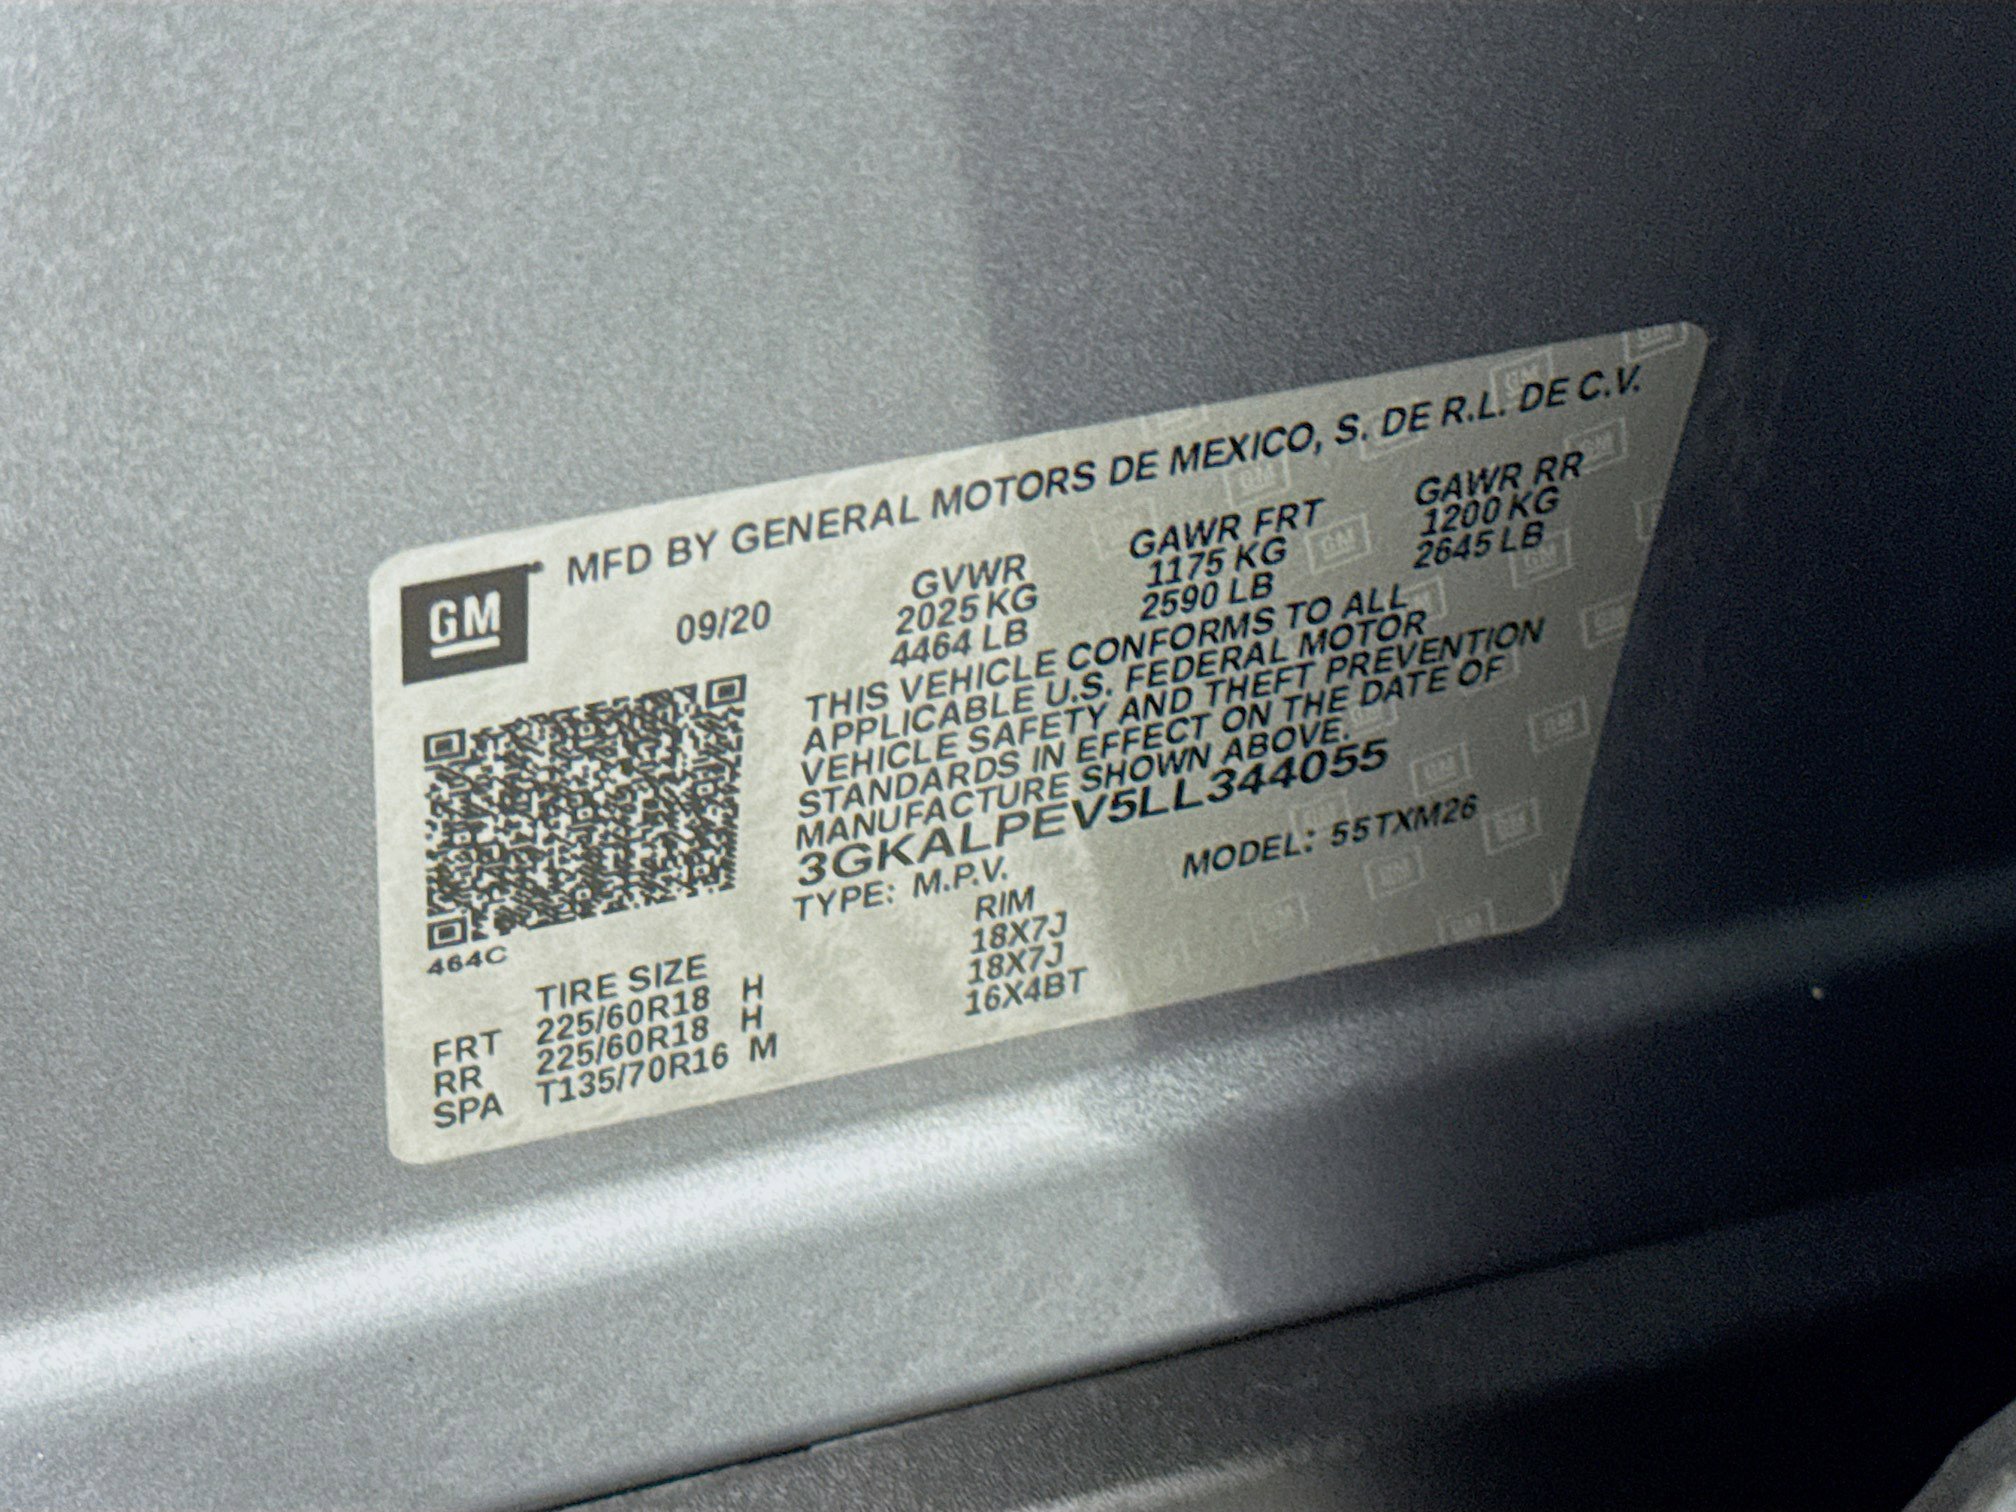 GM
MFD BY GENERAL MOTORS DE MEXICO, S. DE R.L. DE C.V.
09/20
GVWR
2025 KG
4464 LB
GAWR FRT
1175 KG
2590 LB
GAWR RR
1200 KG
2645 LB
THIS VEHICLE CONFORMS TO ALL
APPLICABLE U.S. FEDERAL MOTOR
VEHICLE SAFETY AND THEFT PREVENTION
STANDARDS IN EFFECT ON THE DATE OF
MANUFACTURE SHOWN ABOVE.
3GKALPEV5LL344055
TYPE: M.P.V. MODEL: 55TXM26
464C
TIRE SIZE RIM
FRT 225/60R18 H 18X7J
RR 225/60R18 H 18X7J
SPA T135/70R16 M 16X4BT